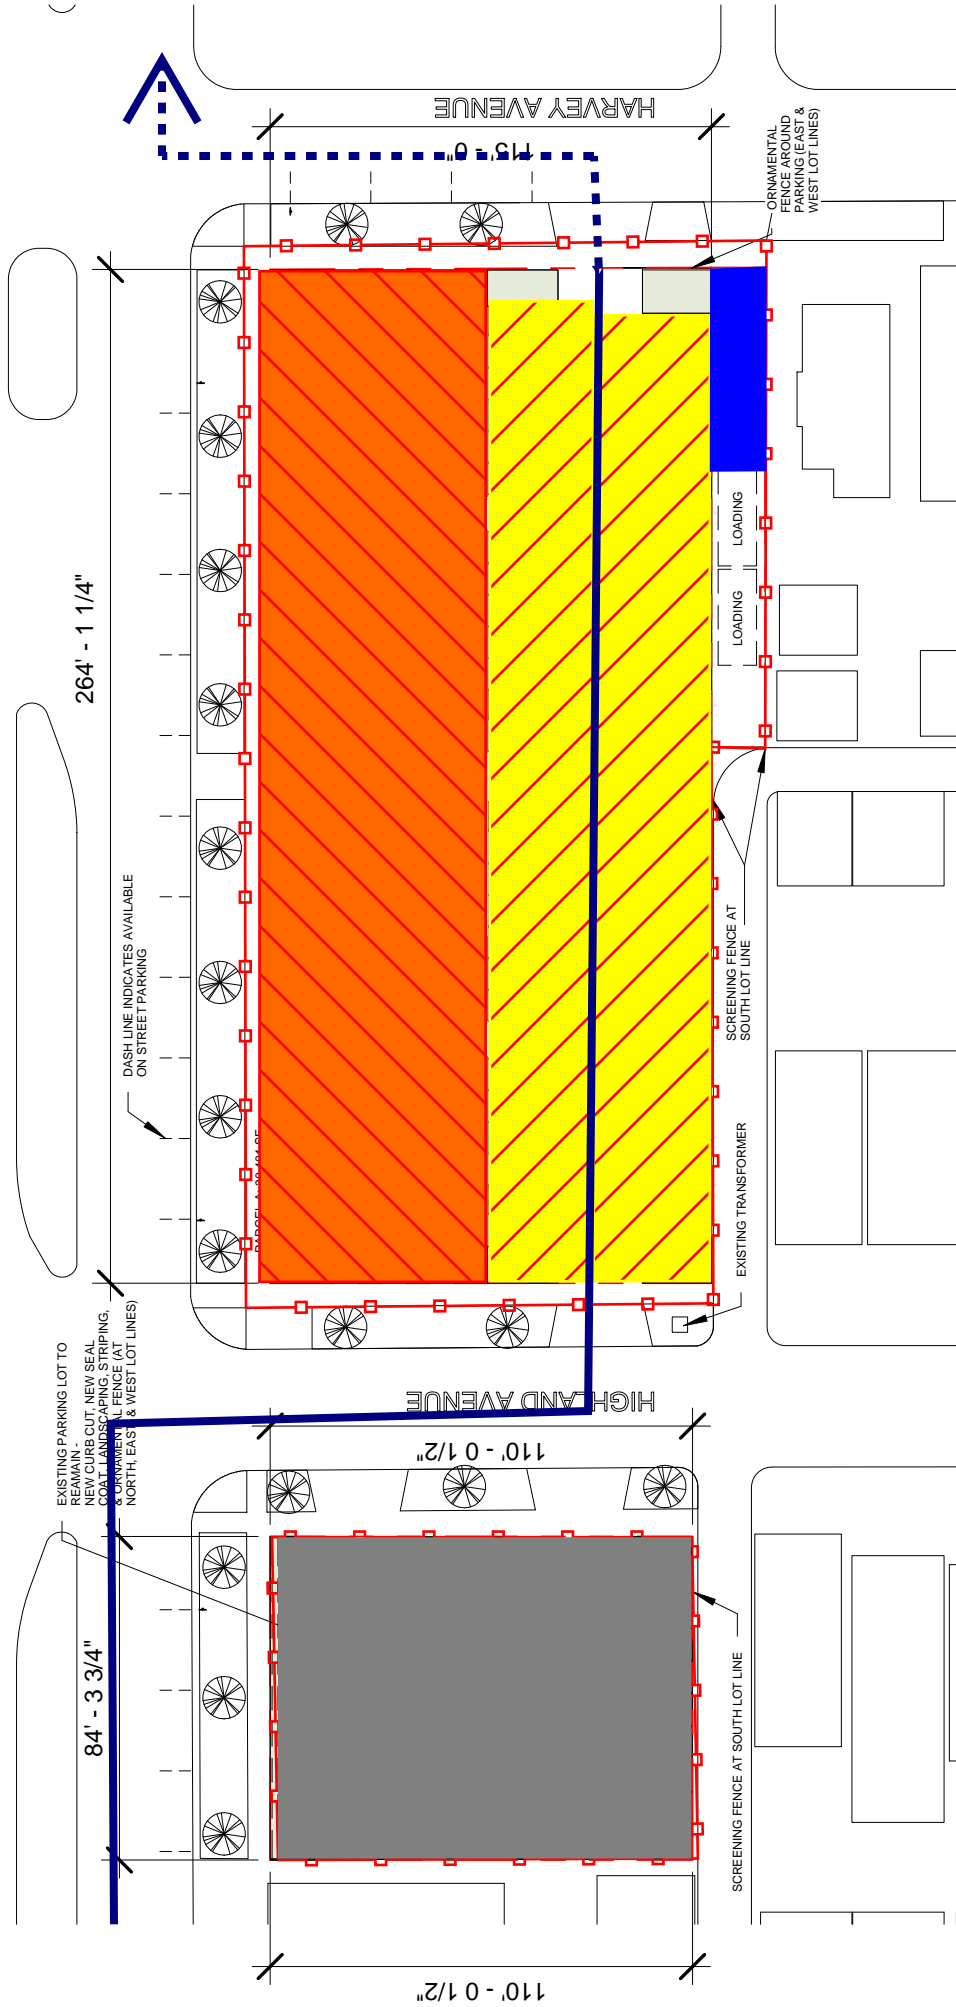 HARVEY AVENUE
115' - 0"
ORNAMENTAL
FENCE AROUND
PARKING (EAST &
WEST LOT LINES)
264' - 1 1/4"
LOADING
LOADING
DASH LINE INDICATES AVAILABLE
ON STREET PARKING
SCREENING FENCE AT
SOUTH LOT LINE
EXISTING TRANSFORMER
EXISTING PARKING LOT TO
REAMAIN -
NEW CURB CUT, NEW SEAL
COAT, LANDSCAPING, STRIPING,
& ORNAMENTAL FENCE (AT
NORTH, EAST & WEST LOT LINES)
HIGHLAND AVENUE
110' - 0 1/2"
84' - 3 3/4"
SCREENING FENCE AT SOUTH LOT LINE
110' - 0 1/2"